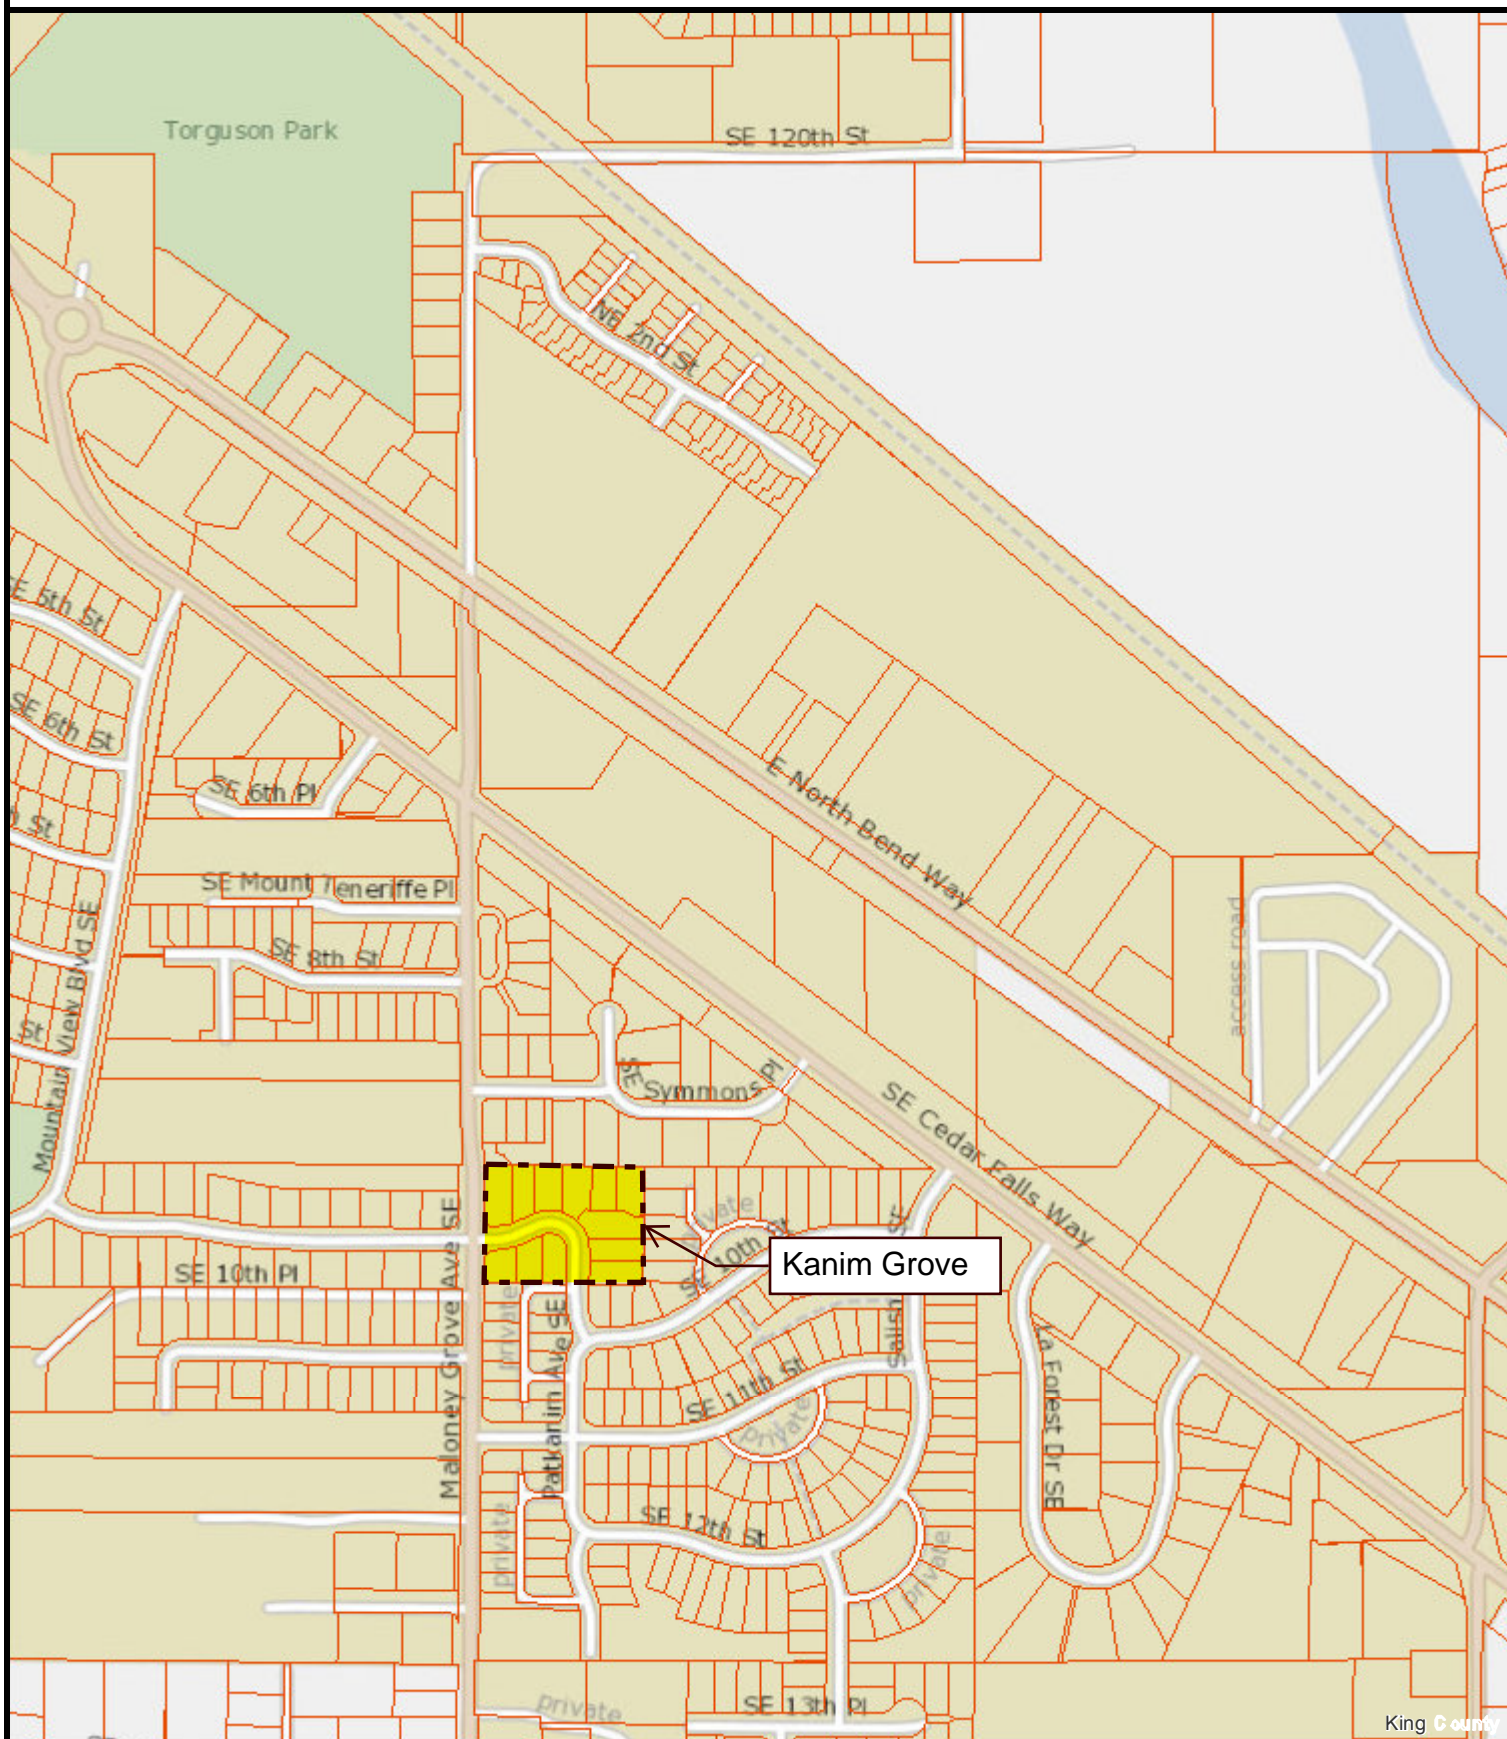 Torguson Park
SE 120th St
NE 2nd St
SE 5th St
SE 6th St
SE 6th Pl
E North Bend Way
St
SE Mount Teneriffe Pl
Mountain View Blvd SE
SE 8th St
access road
St
SE Symmons Pl
SE Cedar Falls Way
private
SE 10th St
Kanim Grove
SE 10th Pl
Maloney Grove Ave SE
private
Patkanim Ave SE
La Forest Dr SE
SE 11th St
private
SE 12th St
private
private
private
SE 13th Pl
King County